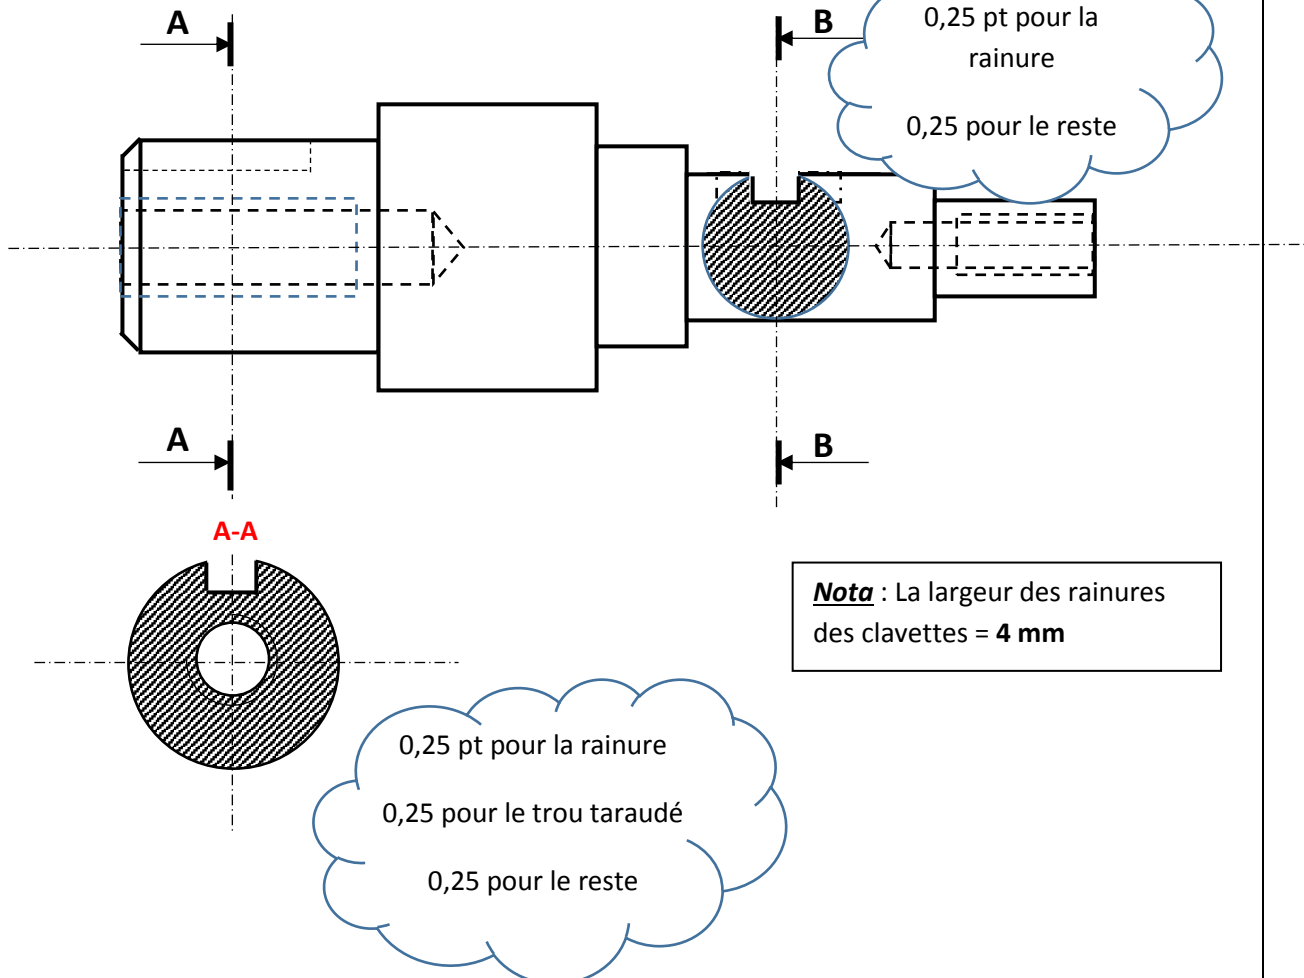 A
B
0,25 pt pour la
rainure
0,25 pour le reste
A
B
A-A
Nota : La largeur des rainures
des clavettes = 4 mm
0,25 pt pour la rainure
0,25 pour le trou taraudé
0,25 pour le reste